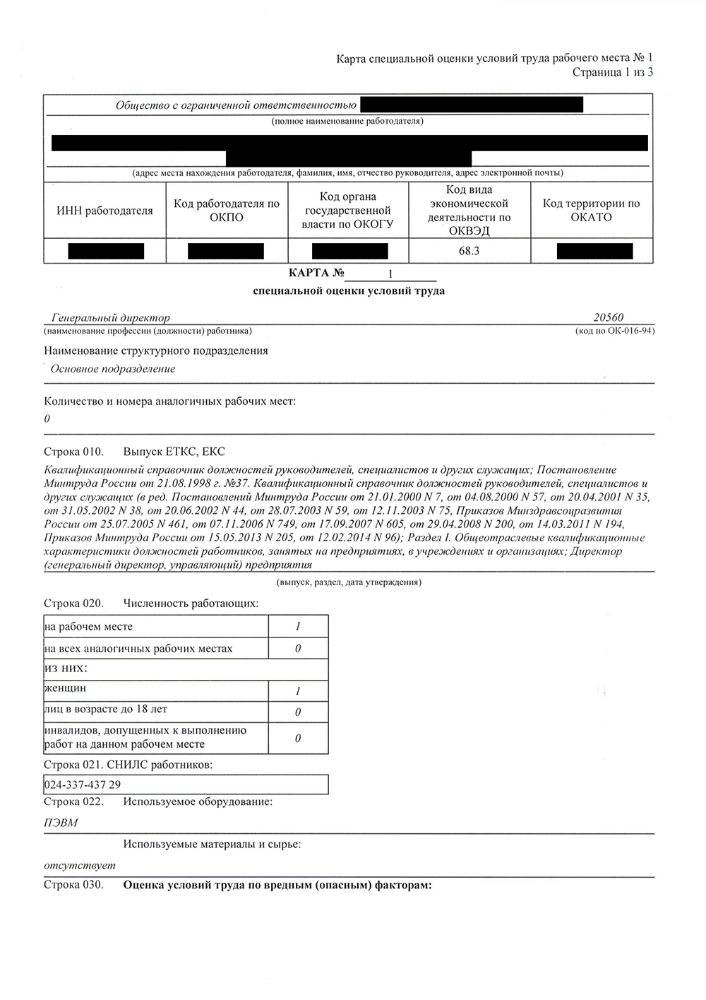 Карта специальной оценки условий труда рабочего места № 1
Страница 1 из 3
Общество с ограниченной ответственностью
(полное наименование работодателя)
(адрес места нахождения работодателя, фамилия, имя, отчество руководителя, адрес электронной почты)
ИНН работодателя
Код работодателя по
ОКПО
Код органа
государственной
власти по ОКОГУ
Код вида
экономической
деятельности по
ОКВЭД
Код территории по
ОКАТО
68.3
КАРТА № 1
специальной оценки условий труда
Генеральный директор 20560
(наименование профессии (должности) работника) (код по ОК-016-94)
Наименование структурного подразделения
Основное подразделение
Количество и номера аналогичных рабочих мест:
0
Строка 010. Выпуск ЕТКС, ЕКС
Квалификационный справочник должностей руководителей, специалистов и других служащих; Постановление
Минтруда России от 21.08.1998 г. №37. Квалификационный справочник должностей руководителей, специалистов и
других служащих (в ред. Постановлений Минтруда России от 21.01.2000 N 7, от 04.08.2000 N 57, от 20.04.2001 N 35,
от 31.05.2002 N 38, от 20.06.2002 N 44, от 28.07.2003 N 59, от 12.11.2003 N 75, Приказов Минздравсоцразвития
России от 25.07.2005 N 461, от 07.11.2006 N 749, от 17.09.2007 N 605, от 29.04.2008 N 200, от 14.03.2011 N 194,
Приказов Минтруда России от 15.05.2013 N 205, от 12.02.2014 N 96); Раздел I. Общеотраслевые квалификационные
характеристики должностей работников, занятых на предприятиях, в учреждениях и организациях; Директор
(генеральный директор, управляющий) предприятия
(выпуск, раздел, дата утверждения)
Строка 020. Численность работающих:
на рабочем месте 1
на всех аналогичных рабочих местах 0
из них:
женщин 1
лиц в возрасте до 18 лет 0
инвалидов, допущенных к выполнению
работ на данном рабочем месте 0
Строка 021. СНИЛС работников:
024-337-437 29
Строка 022. Используемое оборудование:
ПЭВМ
Используемые материалы и сырье:
отсутствует
Строка 030. Оценка условий труда по вредным (опасным) факторам: